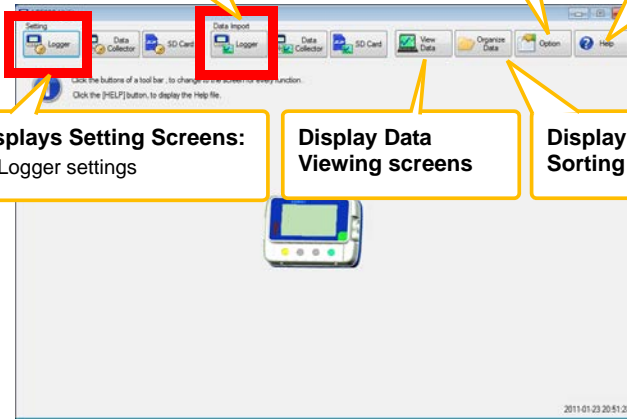 Setting
Data Import
Logger
Data
Collector
SD Card
Logger
Data
Collector
SD Card
View
Data
Organize
Data
Option
Help
Click the buttons of a tool bar , to change to the screen for every function .
Click the [HELP] button, to display the Help file.
splays Setting Screens:
Logger settings
Display Data
Viewing screens
Display
Sorting
2011-01-23 20:51:2